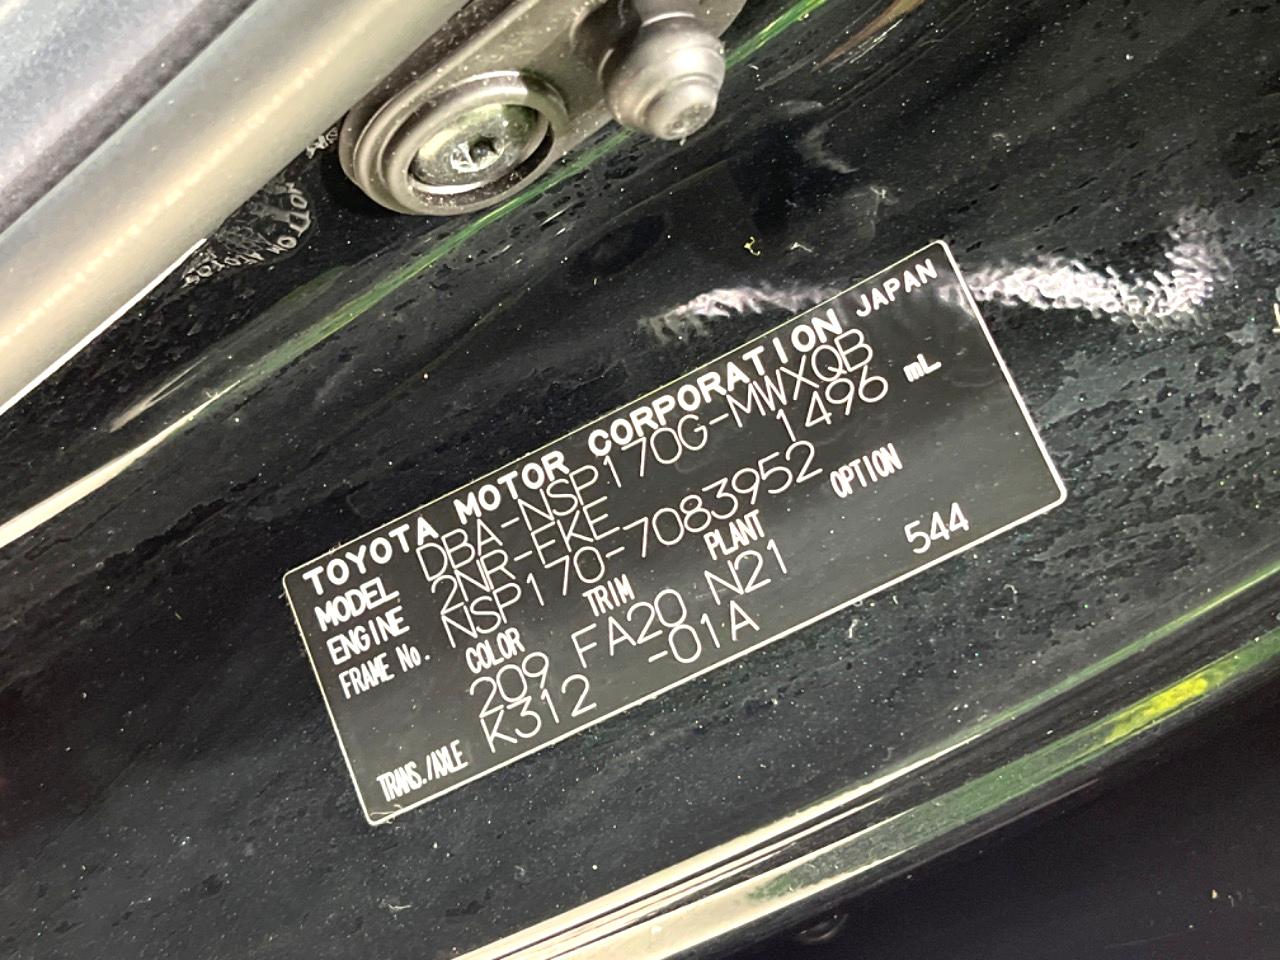 TOYOTA MOTOR CORPORATION JAPAN
MODEL DBA-NSP170G-MWXQB
ENGINE 2NR-FKE 1496 mL
FRAME No. NSP170-7083952
COLOR TRIM PLANT OPTION
209 FA20 N21 544
TRANS./AXLE K312 -01A